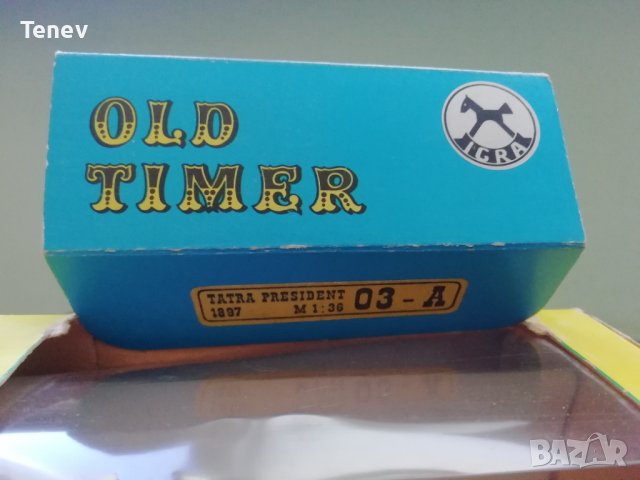 Tenev
OLD
TIMER
IGRA
TATRA PRESIDENT
1897 M 1:36
03-A
BAZAR